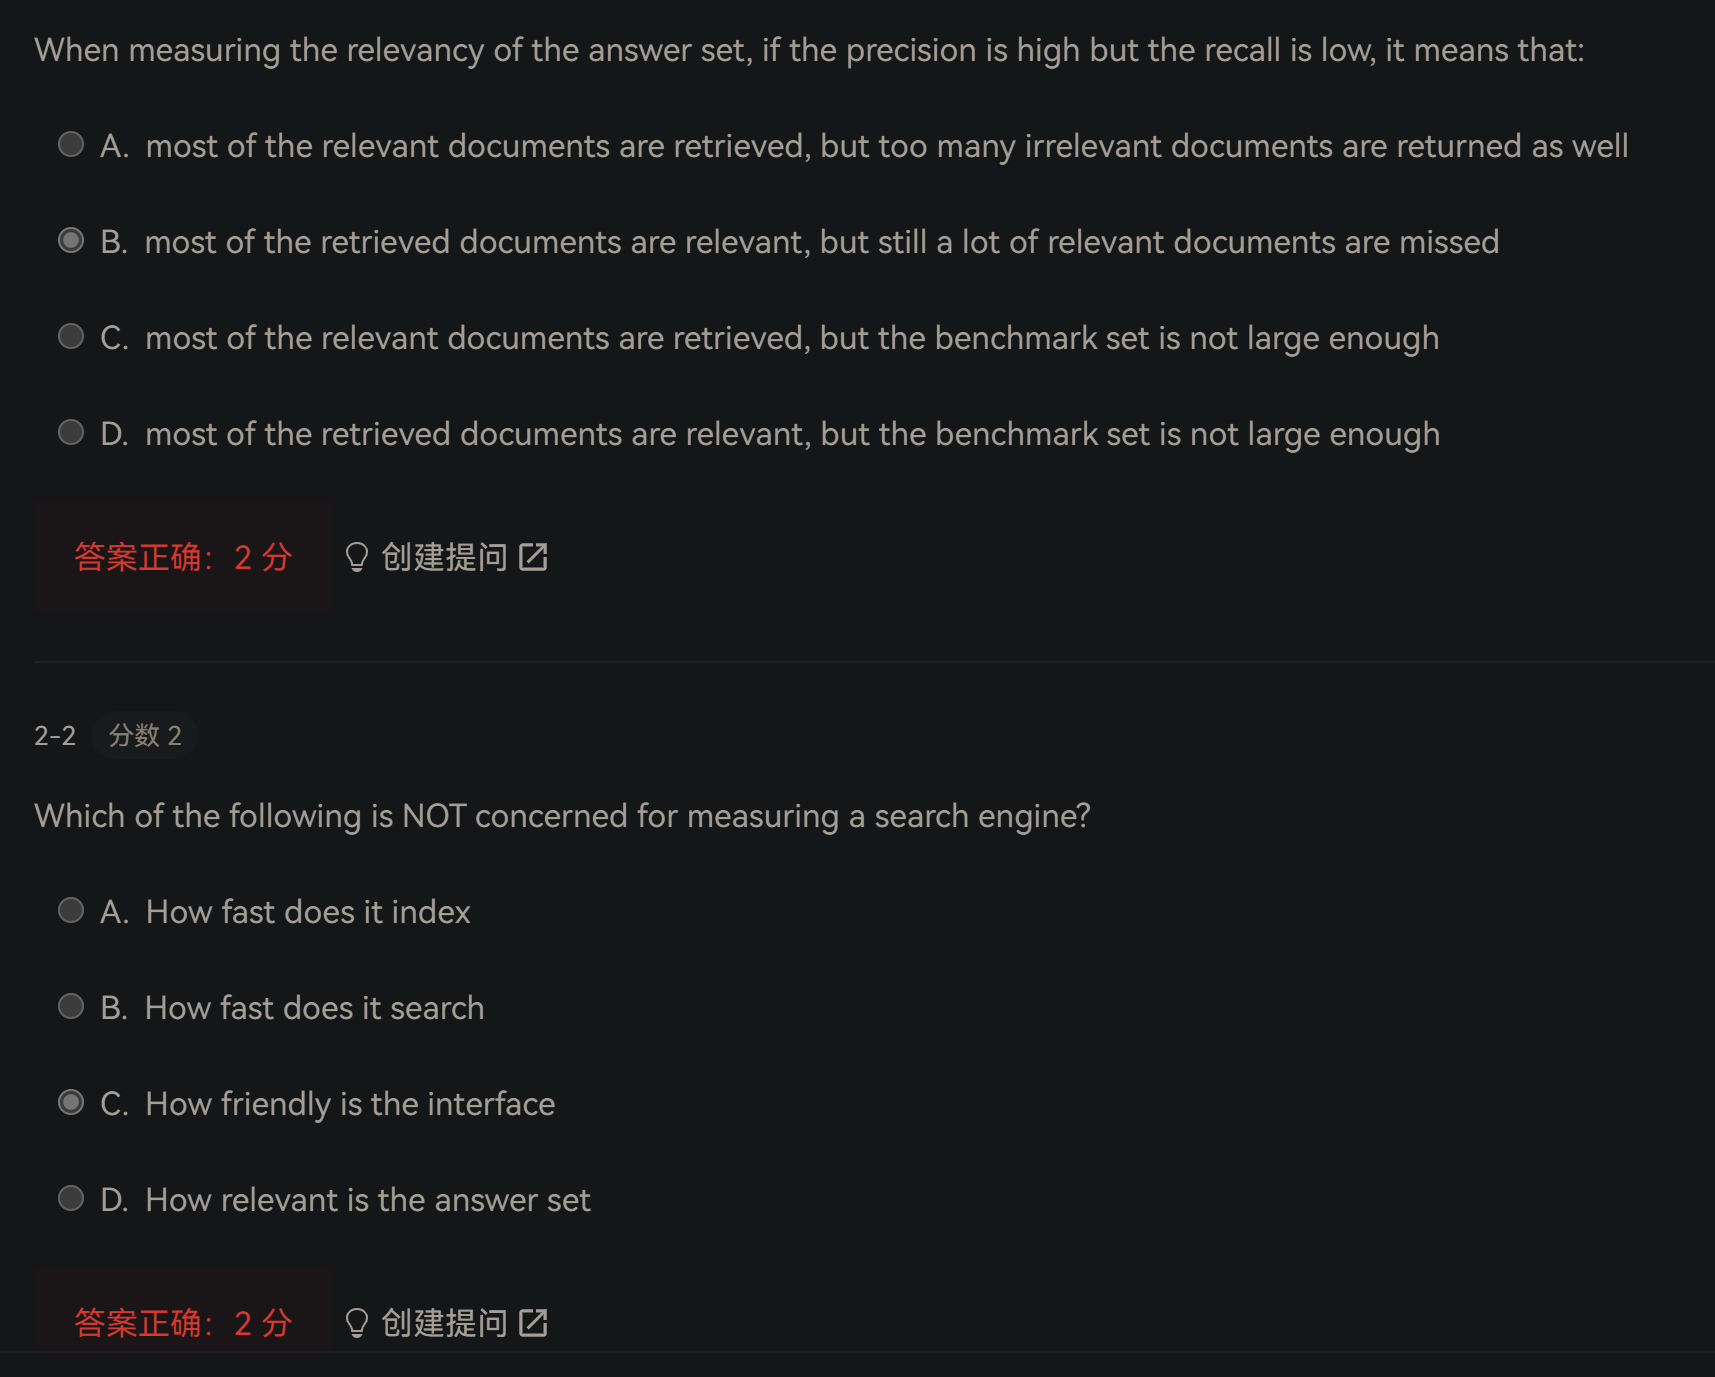 When measuring the relevancy of the answer set, if the precision is high but the recall is low, it means that:
A. most of the relevant documents are retrieved, but too many irrelevant documents are returned as well
B. most of the retrieved documents are relevant, but still a lot of relevant documents are missed
C. most of the relevant documents are retrieved, but the benchmark set is not large enough
D. most of the retrieved documents are relevant, but the benchmark set is not large enough
答案正确：2 分 创建提问
2-2 分数 2
Which of the following is NOT concerned for measuring a search engine?
A. How fast does it index
B. How fast does it search
C. How friendly is the interface
D. How relevant is the answer set
答案正确：2 分 创建提问